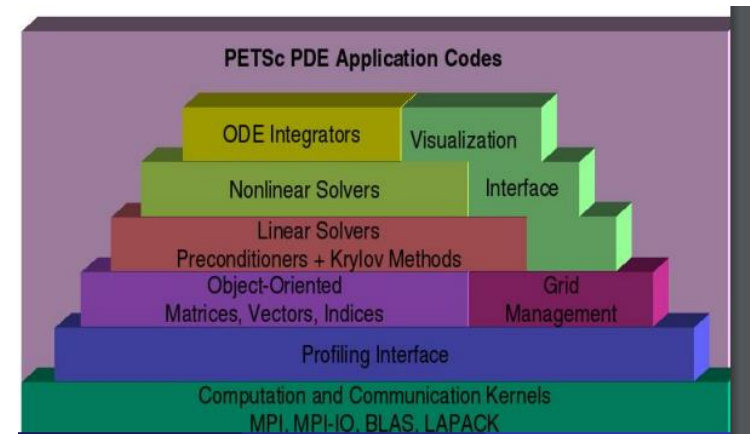 PETSc PDE Application Codes
ODE Integrators
Visualization
Nonlinear Solvers
Interface
Linear Solvers
Preconditioners + Krylov Methods
Object-Oriented
Matrices, Vectors, Indices
Grid
Management
Profiling Interface
Computation and Communication Kernels
MPI, MPI-IO, BLAS, LAPACK